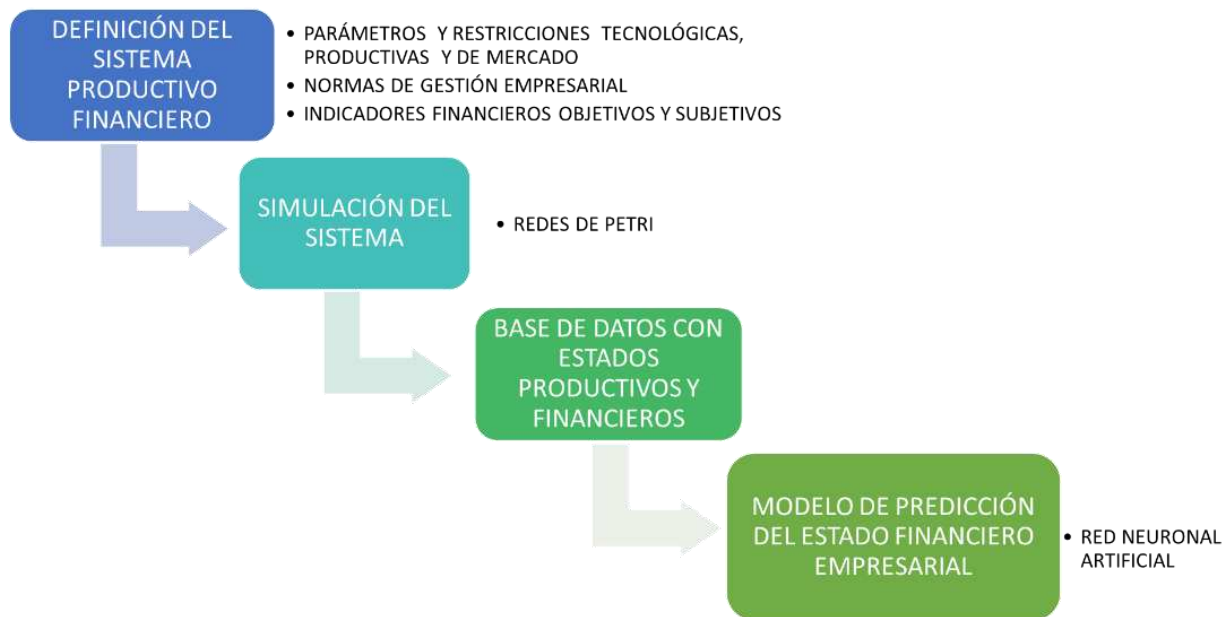 DEFINICIÓN DEL
SISTEMA
PRODUCTIVO
FINANCIERO
• PARÁMETROS Y RESTRICCIONES TECNOLÓGICAS,
PRODUCTIVAS Y DE MERCADO
• NORMAS DE GESTIÓN EMPRESARIAL
• INDICADORES FINANCIEROS OBJETIVOS Y SUBJETIVOS
SIMULACIÓN DEL
SISTEMA
• REDES DE PETRI
BASE DE DATOS CON
ESTADOS
PRODUCTIVOS Y
FINANCIEROS
MODELO DE PREDICCIÓN
DEL ESTADO FINANCIERO
EMPRESARIAL
• RED NEURONAL
ARTIFICIAL